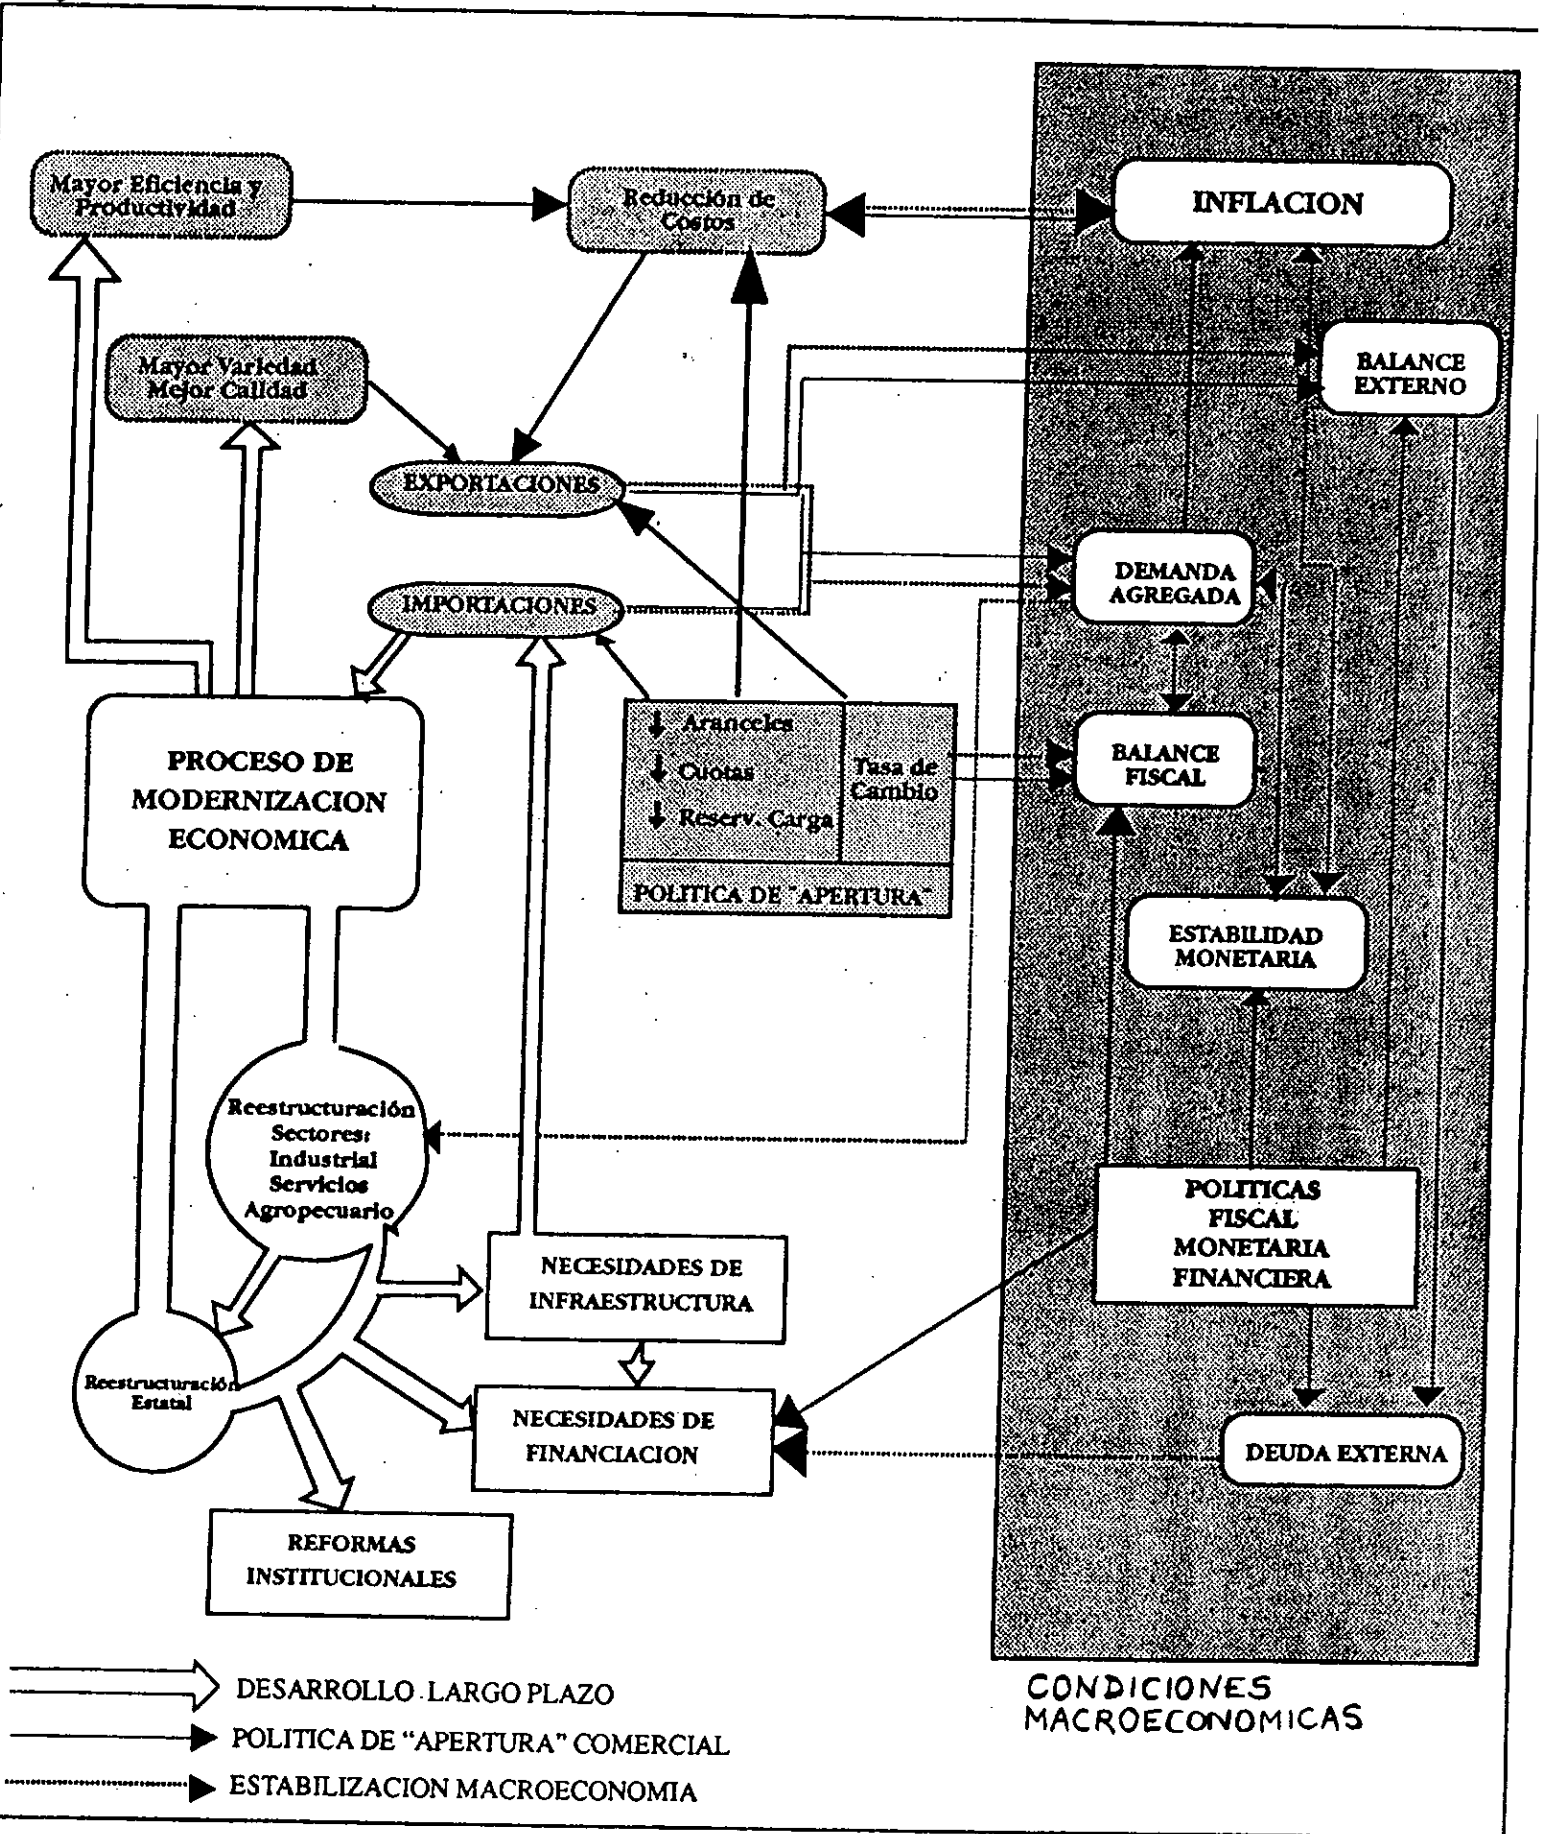 Mayor Eficiencia y
Productividad
Reducción de
Costos
INFLACION
Mayor Variedad
Mejor Calidad
BALANCE
EXTERNO
EXPORTACIONES
DEMANDA
AGREGADA
IMPORTACIONES
Aranceles
Cuotas
Reserv. Carga
Tasa de
Cambio
POLITICA DE "APERTURA"
BALANCE
FISCAL
PROCESO DE
MODERNIZACION
ECONOMICA
ESTABILIDAD
MONETARIA
Reestructuración
Sectores:
Industrial
Servicios
Agropecuario
POLITICAS
FISCAL
MONETARIA
FINANCIERA
NECESIDADES DE
INFRAESTRUCTURA
Reestructuración
Estatal
NECESIDADES DE
FINANCIACION
DEUDA EXTERNA
REFORMAS
INSTITUCIONALES
DESARROLLO LARGO PLAZO
POLITICA DE "APERTURA" COMERCIAL
ESTABILIZACION MACROECONOMIA
CONDICIONES
MACROECONOMICAS